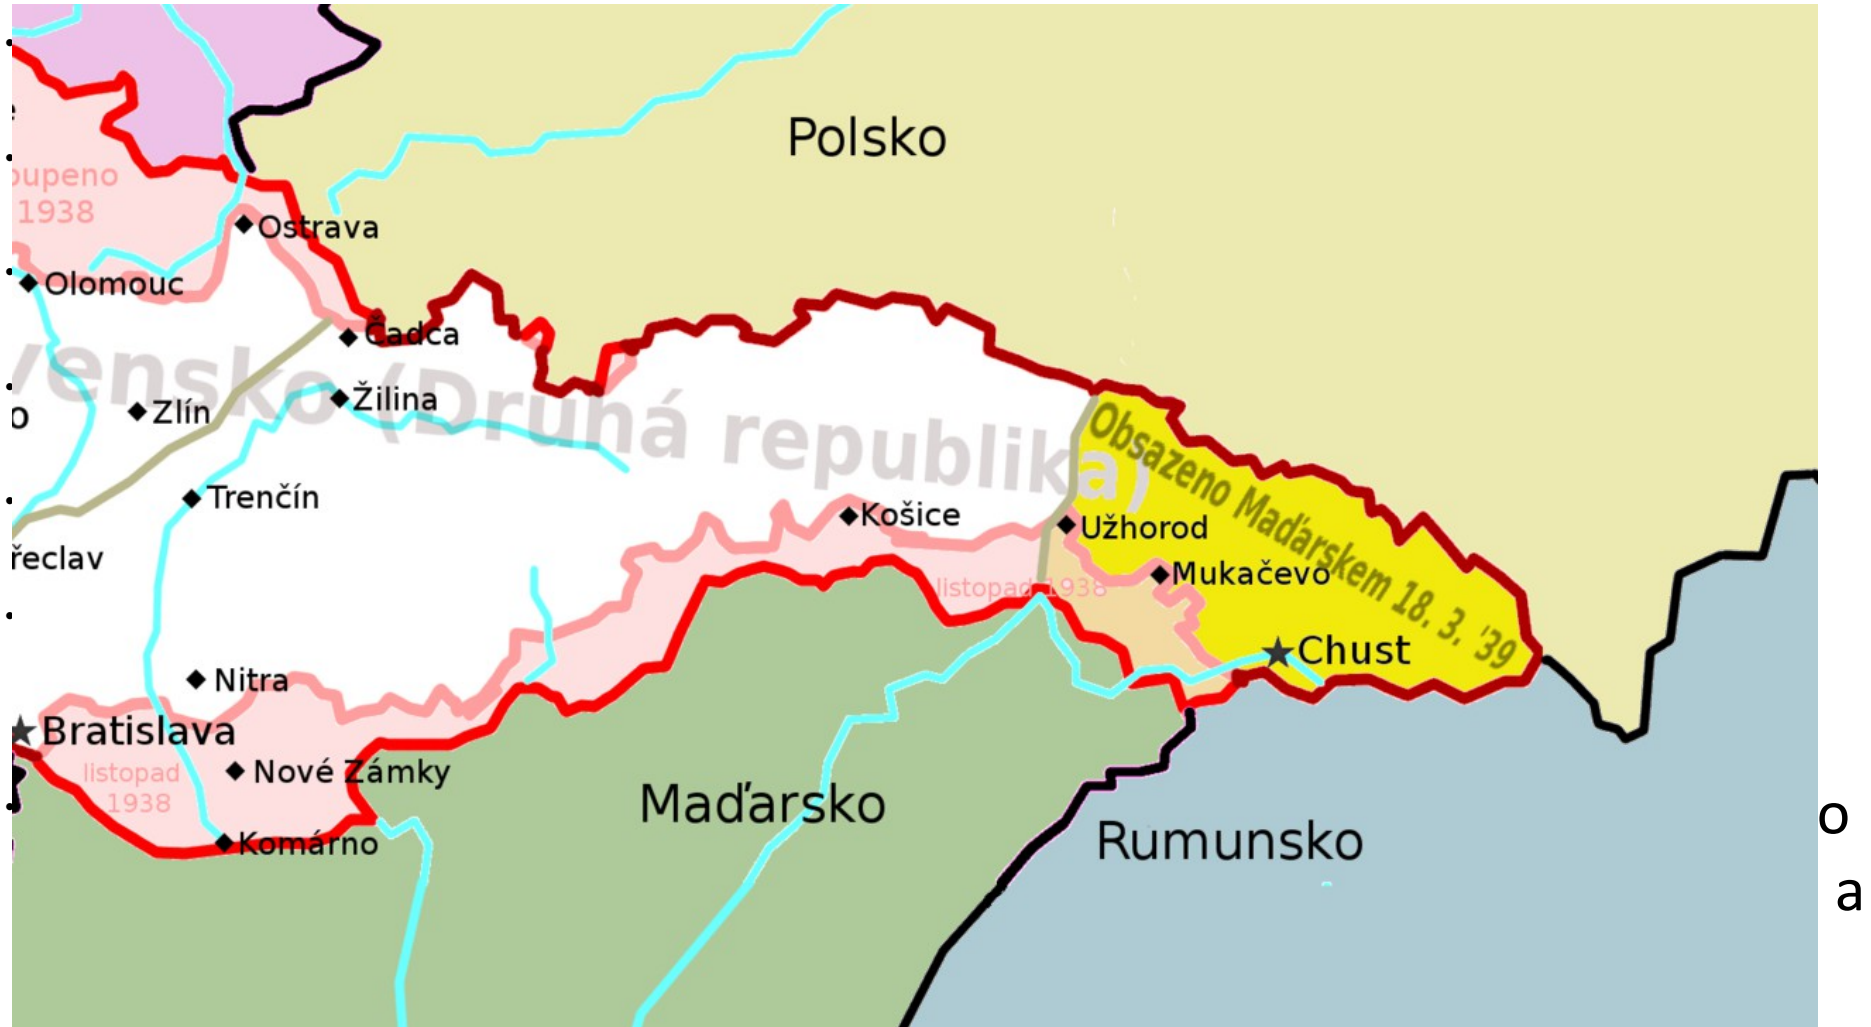 Polsko
oupeno
1938
Ostrava
Olomouc
Čadca
vensko (Druhá republika)
Žilina
Zlín
o
Obsazeno Maďarskem 18. 3. '39
Trenčín
Košice
Užhorod
řeclav
Mukačevo
listopad 1938
Chust
Nitra
Bratislava
listopad
1938
Nové Zámky
Maďarsko
Komárno
Rumunsko
o
a